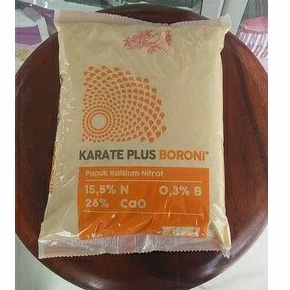 KARATE PLUS BORONI
Pupuk Kalsium Nitrat
15,5% N 0,3% B
26% CaO